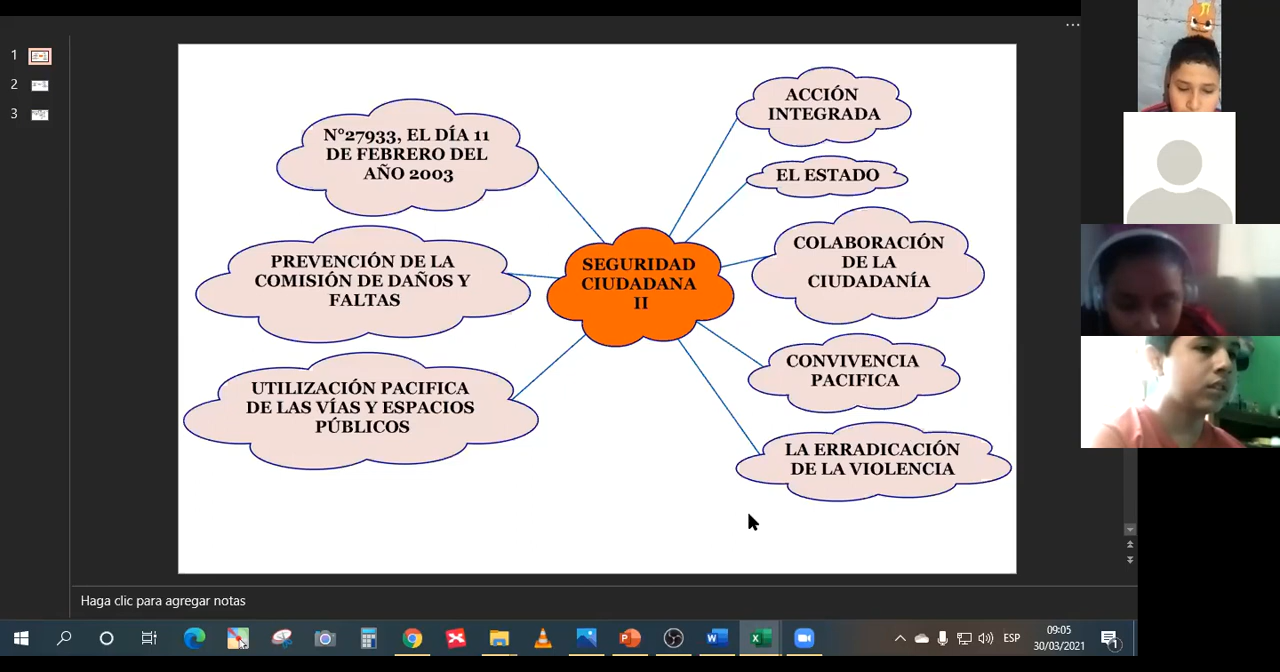 1
2
3
N°27933, EL DÍA 11
DE FEBRERO DEL
AÑO 2003
PREVENCIÓN DE LA
COMISIÓN DE DAÑOS Y
FALTAS
UTILIZACIÓN PACIFICA
DE LAS VÍAS Y ESPACIOS
PÚBLICOS
SEGURIDAD
CIUDADANA
II
ACCIÓN
INTEGRADA
EL ESTADO
COLABORACIÓN
DE LA
CIUDADANÍA
CONVIVENCIA
PACIFICA
LA ERRADICACIÓN
DE LA VIOLENCIA
Haga clic para agregar notas
ESP
09:05
30/03/2021
1